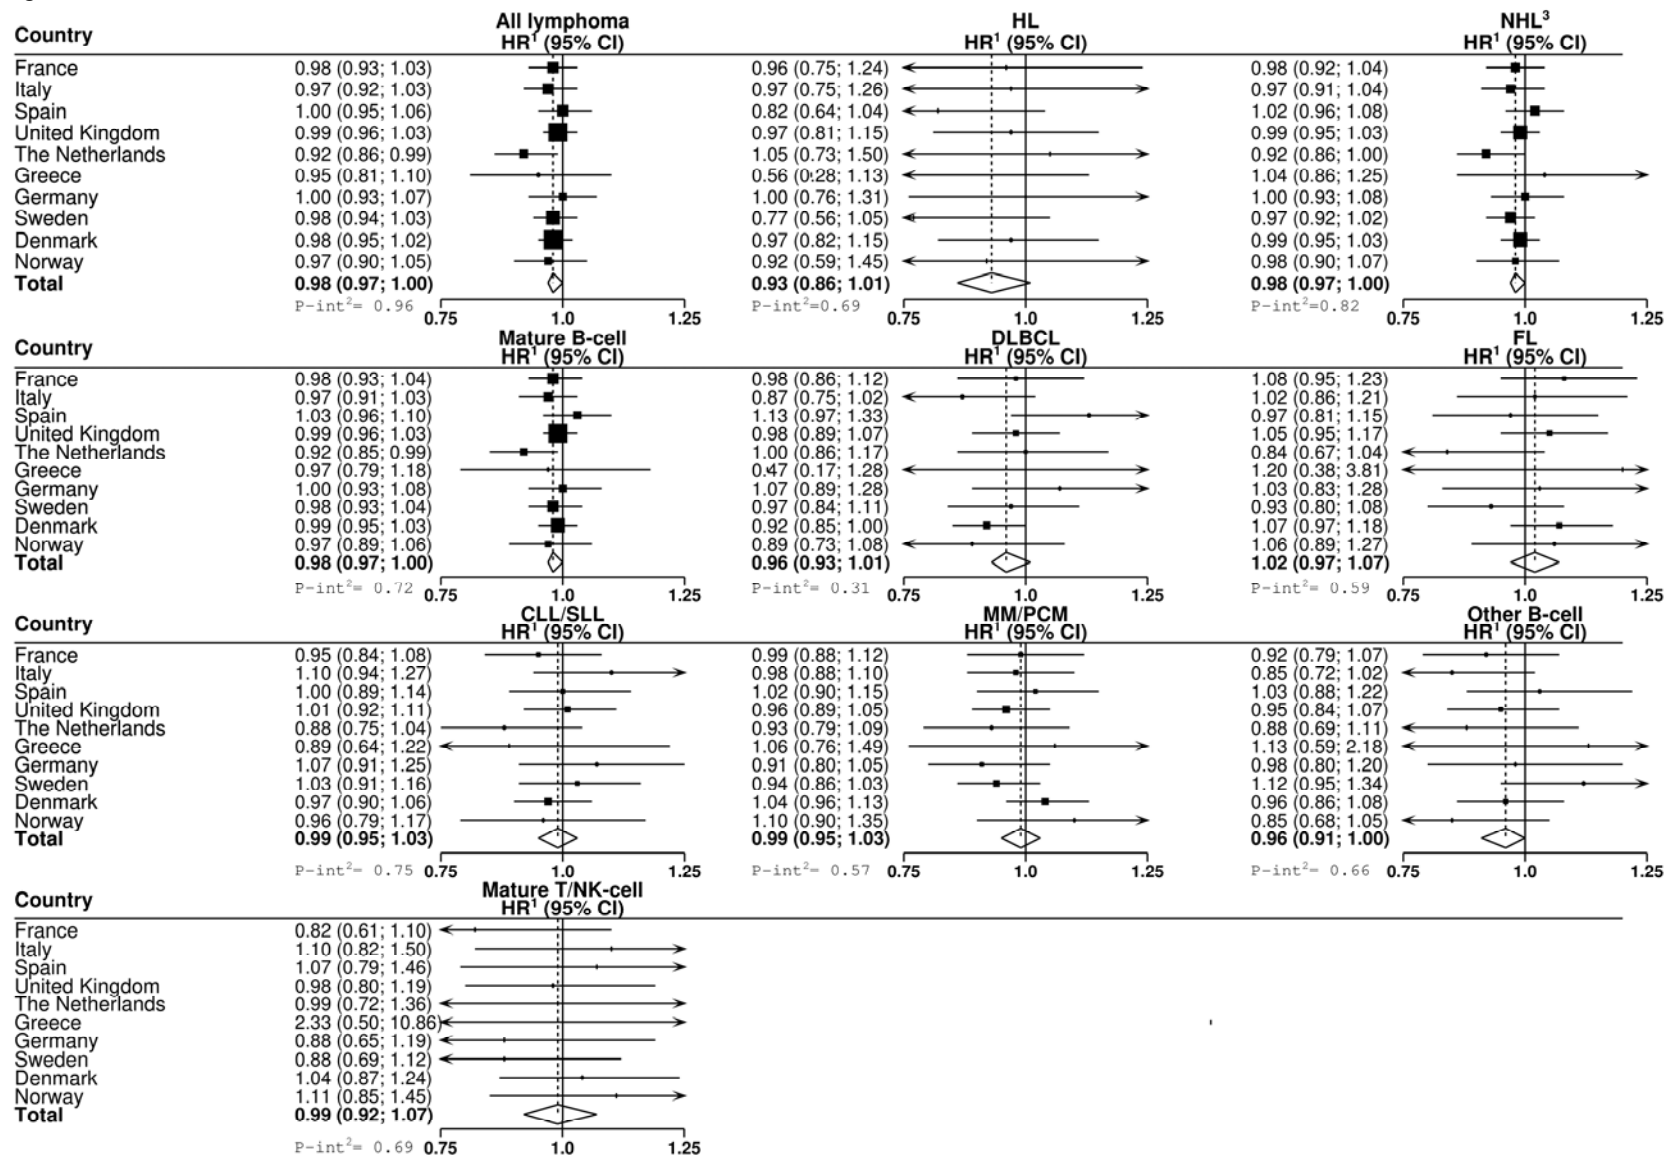 All lymphoma HL NHL³
Country HR¹ (95% CI) HR¹ (95% CI) HR¹ (95% CI)
France 0.98 (0.93; 1.03) 0.96 (0.75; 1.24) 0.98 (0.92; 1.04)
Italy 0.97 (0.92; 1.03) 0.97 (0.75; 1.26) 0.97 (0.91; 1.04)
Spain 1.00 (0.95; 1.06) 0.82 (0.64; 1.04) 1.02 (0.96; 1.08)
United Kingdom 0.99 (0.96; 1.03) 0.97 (0.81; 1.15) 0.99 (0.95; 1.03)
The Netherlands 0.92 (0.86; 0.99) 1.05 (0.73; 1.50) 0.92 (0.86; 1.00)
Greece 0.95 (0.81; 1.10) 0.56 (0.28; 1.13) 1.04 (0.86; 1.25)
Germany 1.00 (0.93; 1.07) 1.00 (0.76; 1.31) 1.00 (0.93; 1.08)
Sweden 0.98 (0.94; 1.03) 0.77 (0.56; 1.05) 0.97 (0.92; 1.02)
Denmark 0.98 (0.95; 1.02) 0.97 (0.82; 1.15) 0.99 (0.95; 1.03)
Norway 0.97 (0.90; 1.05) 0.92 (0.59; 1.45) 0.98 (0.90; 1.07)
Total 0.98 (0.97; 1.00) 0.93 (0.86; 1.01) 0.98 (0.97; 1.00)
P-int²= 0.96 P-int²=0.69 P-int²=0.82
0.75 1.0 1.25 0.75 1.0 1.25 0.75 1.0 1.25
Mature B-cell DLBCL FL
Country HR¹ (95% CI) HR¹ (95% CI) HR¹ (95% CI)
France 0.98 (0.93; 1.04) 0.98 (0.86; 1.12) 1.08 (0.95; 1.23)
Italy 0.97 (0.91; 1.03) 0.87 (0.75; 1.02) 1.02 (0.86; 1.21)
Spain 1.03 (0.96; 1.10) 1.13 (0.97; 1.33) 0.97 (0.81; 1.15)
United Kingdom 0.99 (0.96; 1.03) 0.98 (0.89; 1.07) 1.05 (0.95; 1.17)
The Netherlands 0.92 (0.85; 0.99) 1.00 (0.86; 1.17) 0.84 (0.67; 1.04)
Greece 0.97 (0.79; 1.18) 0.47 (0.17; 1.28) 1.20 (0.38; 3.81)
Germany 1.00 (0.93; 1.08) 1.07 (0.89; 1.28) 1.03 (0.83; 1.28)
Sweden 0.98 (0.93; 1.04) 0.97 (0.84; 1.11) 0.93 (0.80; 1.08)
Denmark 0.99 (0.95; 1.03) 0.92 (0.85; 1.00) 1.07 (0.97; 1.18)
Norway 0.97 (0.89; 1.06) 0.89 (0.73; 1.08) 1.06 (0.89; 1.27)
Total 0.98 (0.97; 1.00) 0.96 (0.93; 1.01) 1.02 (0.97; 1.07)
P-int²= 0.72 P-int²= 0.31 P-int²= 0.59
0.75 1.0 1.25 0.75 1.0 1.25 0.75 1.0 1.25
CLL/SLL MM/PCM Other B-cell
Country HR¹ (95% CI) HR¹ (95% CI) HR¹ (95% CI)
France 0.95 (0.84; 1.08) 0.99 (0.88; 1.12) 0.92 (0.79; 1.07)
Italy 1.10 (0.94; 1.27) 0.98 (0.88; 1.10) 0.85 (0.72; 1.02)
Spain 1.00 (0.89; 1.14) 1.02 (0.90; 1.15) 1.03 (0.88; 1.22)
United Kingdom 1.01 (0.92; 1.11) 0.96 (0.89; 1.05) 0.95 (0.84; 1.07)
The Netherlands 0.88 (0.75; 1.04) 0.93 (0.79; 1.09) 0.88 (0.69; 1.11)
Greece 0.89 (0.64; 1.22) 1.06 (0.76; 1.49) 1.13 (0.59; 2.18)
Germany 1.07 (0.91; 1.25) 0.91 (0.80; 1.05) 0.98 (0.80; 1.20)
Sweden 1.03 (0.91; 1.16) 0.94 (0.86; 1.03) 1.12 (0.95; 1.34)
Denmark 0.97 (0.90; 1.06) 1.04 (0.96; 1.13) 0.96 (0.86; 1.08)
Norway 0.96 (0.79; 1.17) 1.10 (0.90; 1.35) 0.85 (0.68; 1.05)
Total 0.99 (0.95; 1.03) 0.99 (0.95; 1.03) 0.96 (0.91; 1.00)
P-int²= 0.75 P-int²= 0.57 P-int²= 0.66
0.75 1.0 1.25 0.75 1.0 1.25 0.75 1.0 1.25
Mature T/NK-cell
Country HR¹ (95% CI)
France 0.82 (0.61; 1.10)
Italy 1.10 (0.82; 1.50)
Spain 1.07 (0.79; 1.46)
United Kingdom 0.98 (0.80; 1.19)
The Netherlands 0.99 (0.72; 1.36)
Greece 2.33 (0.50; 10.86)
Germany 0.88 (0.65; 1.19)
Sweden 0.88 (0.69; 1.12)
Denmark 1.04 (0.87; 1.24)
Norway 1.11 (0.85; 1.45)
Total 0.99 (0.92; 1.07)
P-int²= 0.69 0.75 1.0 1.25